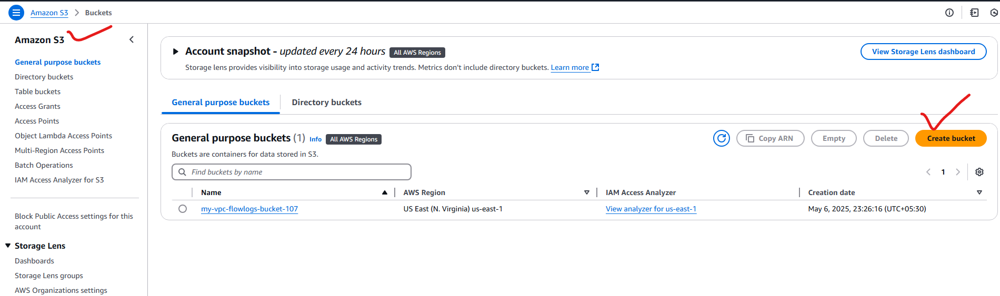 Amazon S3 > Buckets
Amazon S3
General purpose buckets
Directory buckets
Table buckets
Access Grants
Access Points
Object Lambda Access Points
Multi-Region Access Points
Batch Operations
IAM Access Analyzer for S3
Block Public Access settings for this
account
Storage Lens
Dashboards
Storage Lens groups
AWS Organizations settings
Account snapshot - updated every 24 hours All AWS Regions
View Storage Lens dashboard
Storage lens provides visibility into storage usage and activity trends. Metrics don't include directory buckets. Learn more
General purpose buckets Directory buckets
General purpose buckets (1) Info All AWS Regions
Copy ARN Empty Delete Create bucket
Buckets are containers for data stored in S3.
Find buckets by name
1
Name AWS Region IAM Access Analyzer Creation date
my-vpc-flowlogs-bucket-107 US East (N. Virginia) us-east-1 View analyzer for us-east-1 May 6, 2025, 23:26:16 (UTC+05:30)